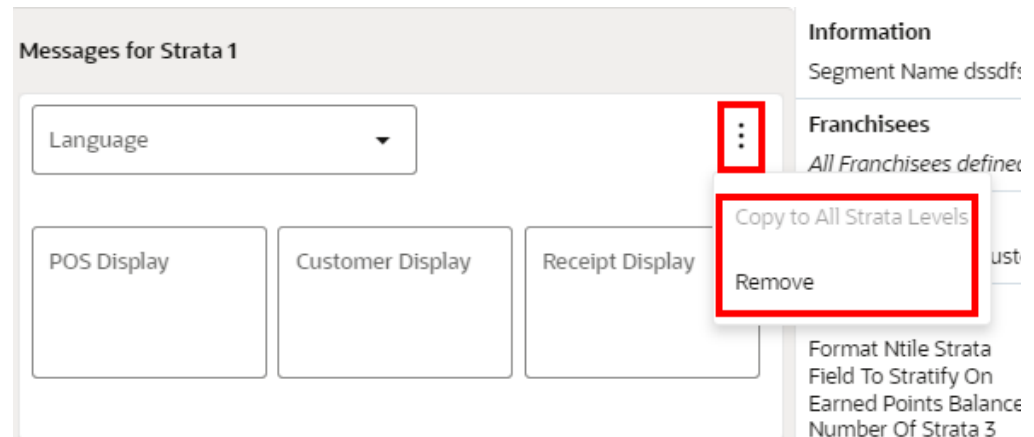 Messages for Strata 1
Language
POS Display
Customer Display
Receipt Display
Copy to All Strata Levels
Remove
Information
Segment Name dssdfs
Franchisees
All Franchisees defined
Format Ntile Strata
Field To Stratify On
Earned Points Balance
Number Of Strata 3